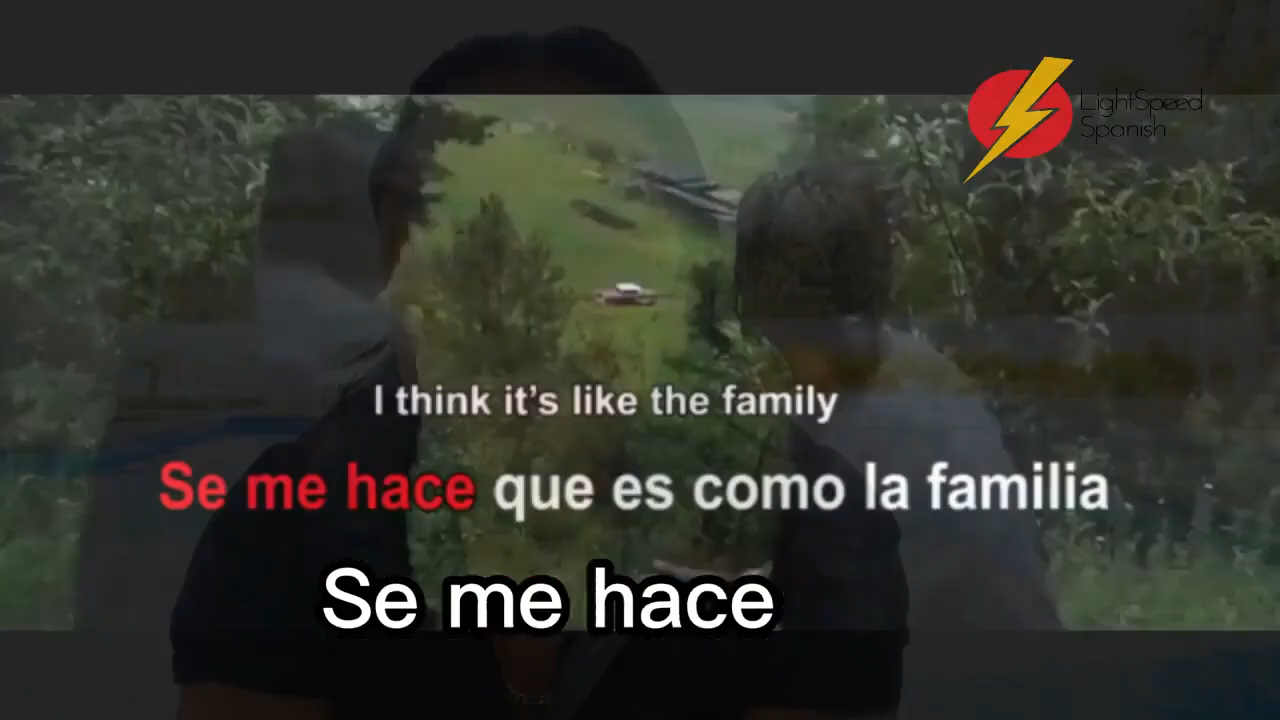 LightSpeed
Spanish
I think it's like the family
Se me hace que es como la familia
Se me hace